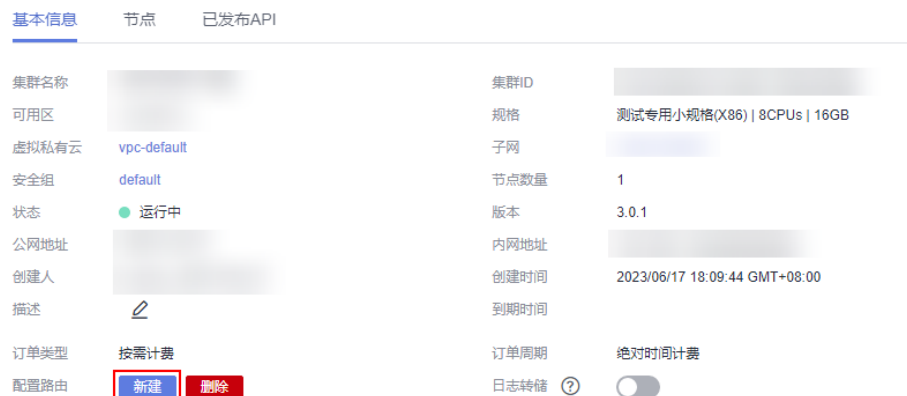 基本信息 节点 已发布API
集群名称 集群ID
可用区 规格 测试专用小规格(X86) | 8CPUs | 16GB
虚拟私有云 vpc-default 子网
安全组 default 节点数量 1
状态 运行中 版本 3.0.1
公网地址 内网地址
创建人 创建时间 2023/06/17 18:09:44 GMT+08:00
描述 到期时间
订单类型 按需计费 订单周期 绝对时间计费
配置路由 新建 删除 日志转储 ?